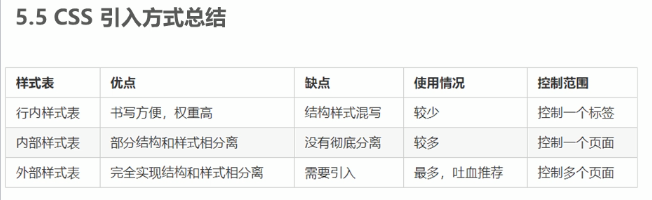 5.5 CSS 引入方式总结
样式表 优点 缺点 使用情况 控制范围
行内样式表 书写方便，权重高 结构样式混写 较少 控制一个标签
内部样式表 部分结构和样式相分离 没有彻底分离 较多 控制一个页面
外部样式表 完全实现结构和样式相分离 需要引入 最多，吐血推荐 控制多个页面